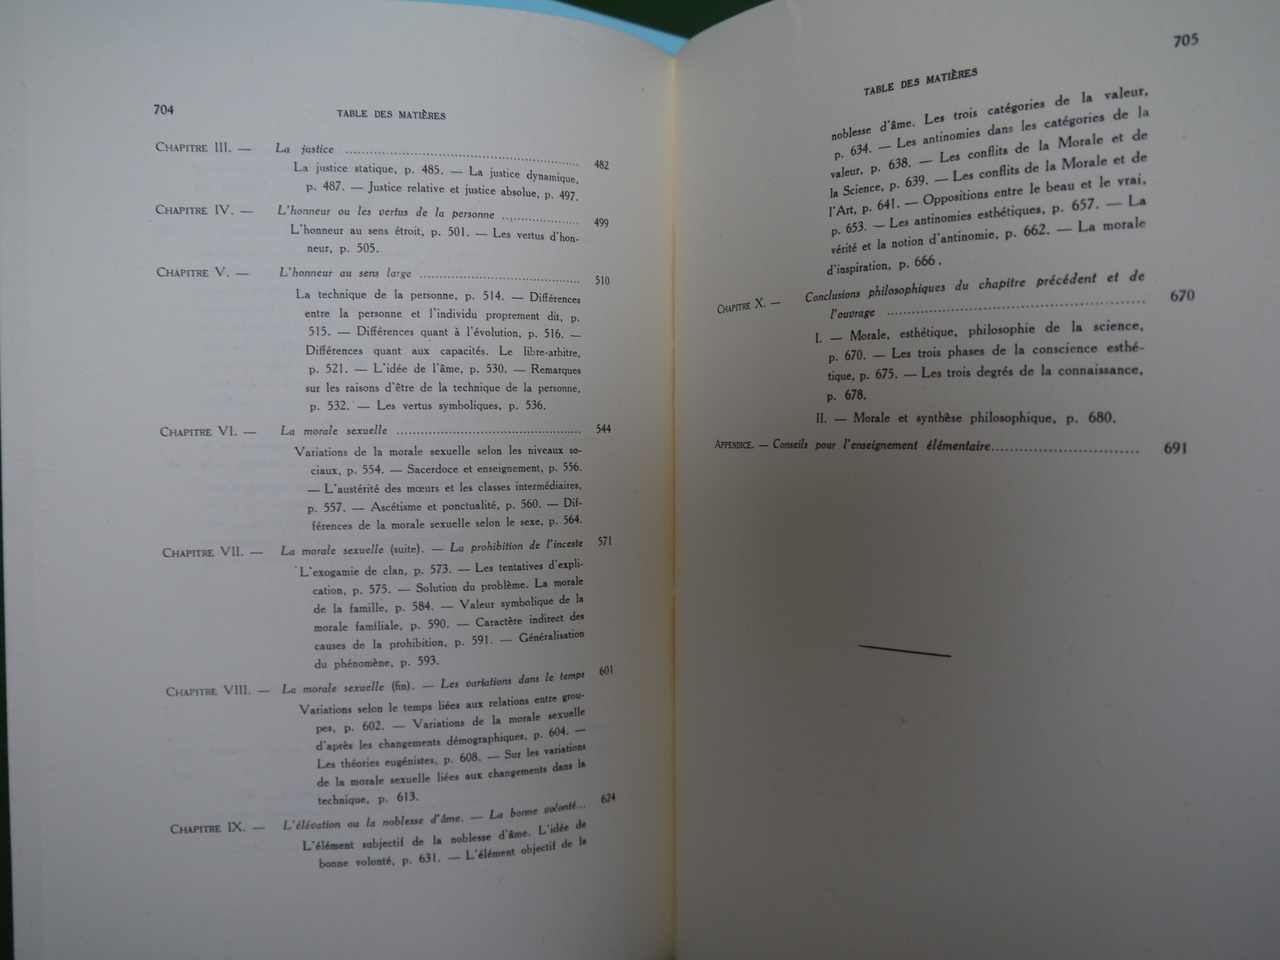 704
TABLE DES MATIÈRES
CHAPITRE III. — La justice .......... 482
La justice statique, p. 485. — La justice dynamique,
p. 487. — Justice relative et justice absolue, p. 497.
CHAPITRE IV. — L'honneur ou les vertus de la personne .......... 499
L'honneur au sens étroit, p. 501. — Les vertus d'hon-
neur, p. 505.
CHAPITRE V. — L'honneur au sens large .......... 510
La technique de la personne, p. 514. — Différences
entre la personne et l'individu proprement dit, p.
515. — Différences quant à l'évolution, p. 516. —
Différences quant aux capacités. Le libre-arbitre,
p. 521. — L'idée de l'âme, p. 530. — Remarques
sur les raisons d'être de la technique de la personne,
p. 532. — Les vertus symboliques, p. 536.
CHAPITRE VI. — La morale sexuelle .......... 544
Variations de la morale sexuelle selon les niveaux so-
ciaux, p. 554. — Sacerdoce et enseignement, p. 556.
— L'austérité des mœurs et les classes intermédiaires,
p. 557. — Ascétisme et ponctualité, p. 560. — Dif-
férences de la morale sexuelle selon le sexe, p. 564.
CHAPITRE VII. — La morale sexuelle (suite). — La prohibition de l'inceste 571
L'exogamie de clan, p. 573. — Les tentatives d'expli-
cation, p. 575. — Solution du problème. La morale
de la famille, p. 584. — Valeur symbolique de la
morale familiale, p. 590. — Caractère indirect des
causes de la prohibition, p. 591. — Généralisation
du phénomène, p. 593.
CHAPITRE VIII. — La morale sexuelle (fin). — Les variations dans le temps 601
Variations selon le temps liées aux relations entre grou-
pes, p. 602. — Variations de la morale sexuelle
d'après les changements démographiques, p. 604. —
Les théories eugénistes, p. 608. — Sur les variations
de la morale sexuelle liées aux changements dans la
technique, p. 613.
CHAPITRE IX. — L'élévation ou la noblesse d'âme. — La bonne volonté... 624
L'élément subjectif de la noblesse d'âme. L'idée de
bonne volonté, p. 631. — L'élément objectif de la
705
TABLE DES MATIÈRES
noblesse d'âme. Les trois catégories de la valeur,
p. 634. — Les antinomies dans les catégories de la
valeur, p. 638. — Les conflits de la Morale et de
la Science, p. 639. — Les conflits de la Morale et de
l'Art, p. 641. — Oppositions entre le beau et le vrai,
p. 653. — Les antinomies esthétiques, p. 657. — La
vérité et la notion d'antinomie, p. 662. — La morale
d'inspiration, p. 666.
CHAPITRE X. — Conclusions philosophiques du chapitre précédent et de
l'ouvrage .......... 670
I. — Morale, esthétique, philosophie de la science,
p. 670. — Les trois phases de la conscience esthé-
tique, p. 675. — Les trois degrés de la connaissance,
p. 678.
II. — Morale et synthèse philosophique, p. 680.
APPENDICE. — Conseils pour l'enseignement élémentaire.......... 691